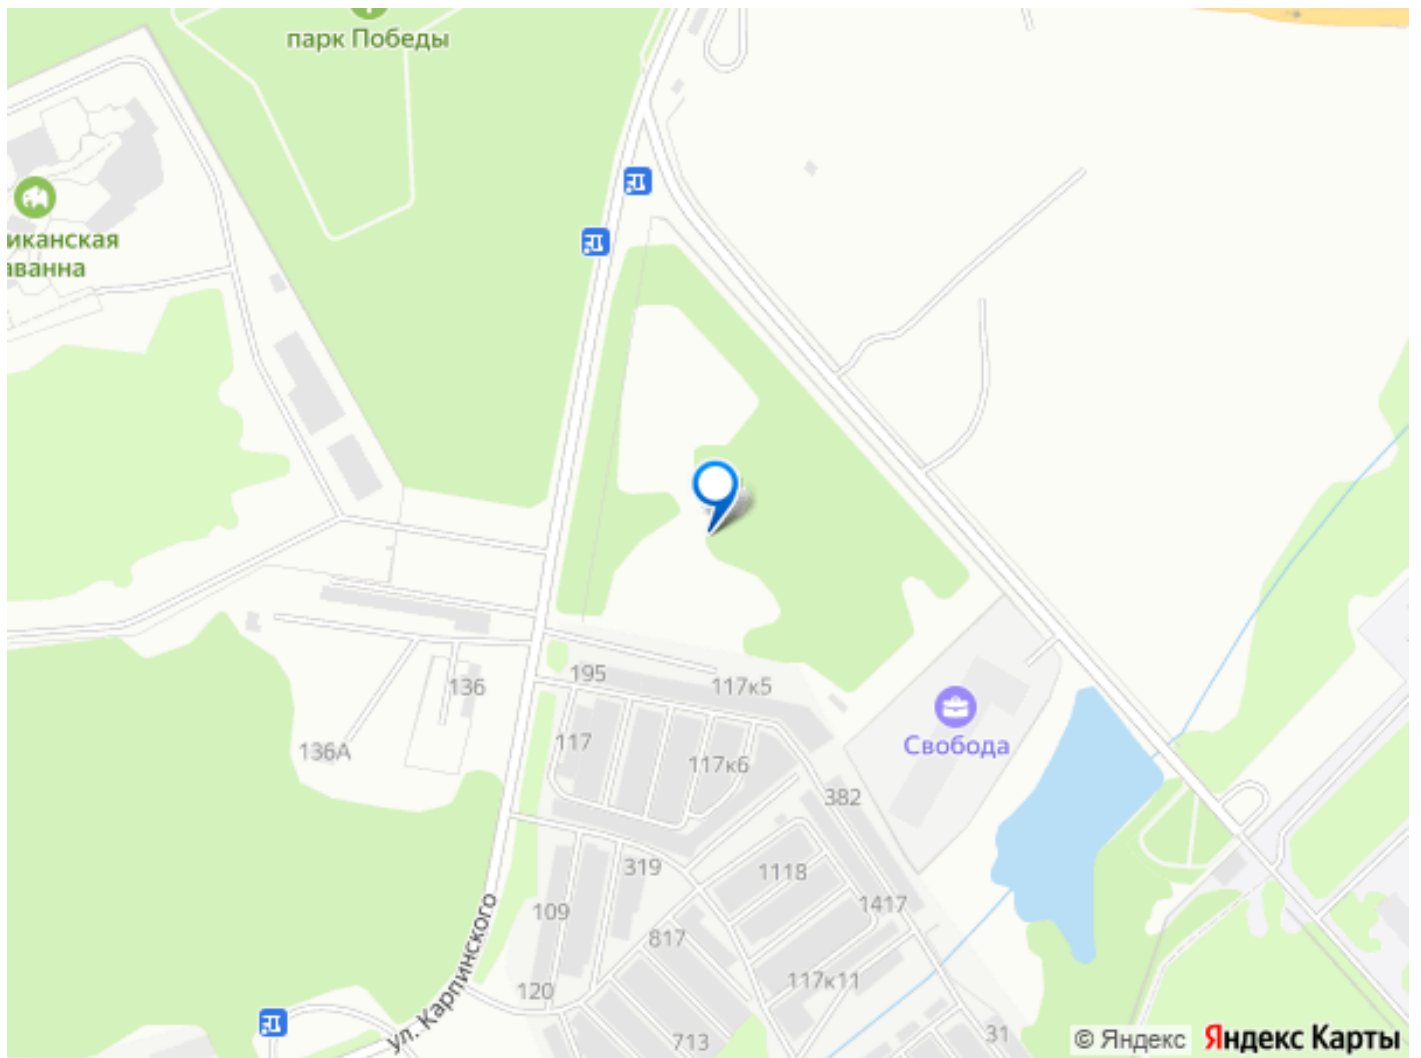 парк Победы
иканская
аванна
195
117к5
136
136А
117
117к6
Свобода
382
319
1118
109
1417
817
117к11
120
ул. Карпинского
713
31
© Яндекс
Яндекс Карты